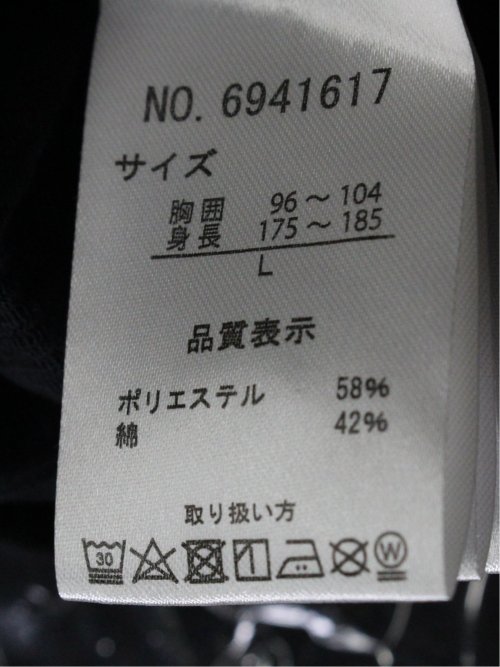 NO. 6941617
サイズ
胸囲 96～104
身長 175～185
L
品質表示
ポリエステル 58%
綿 42%
取り扱い方
30 W